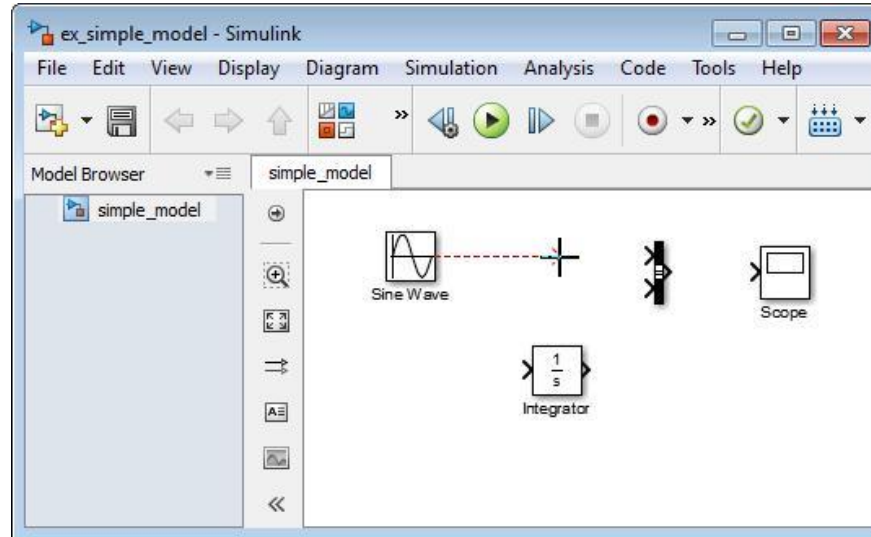 ex_simple_model - Simulink
File Edit View Display Diagram Simulation Analysis Code Tools Help
Model Browser
simple_model
simple_model
Sine Wave
Scope
1
s
Integrator